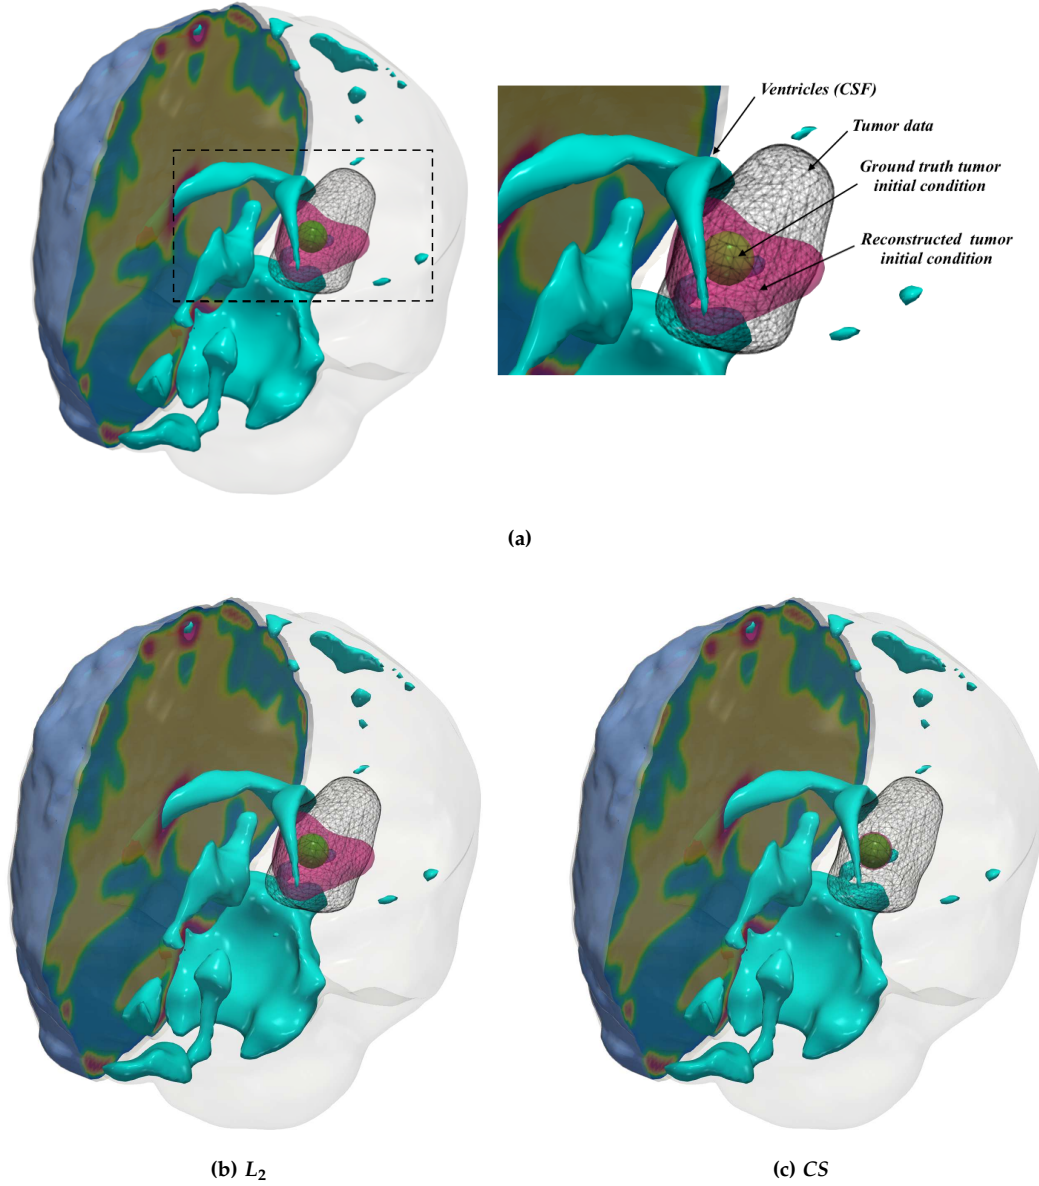 Ventricles (CSF)
Tumor data
Ground truth tumor
initial condition
Reconstructed tumor
initial condition
(a)
(b) L2
(c) CS